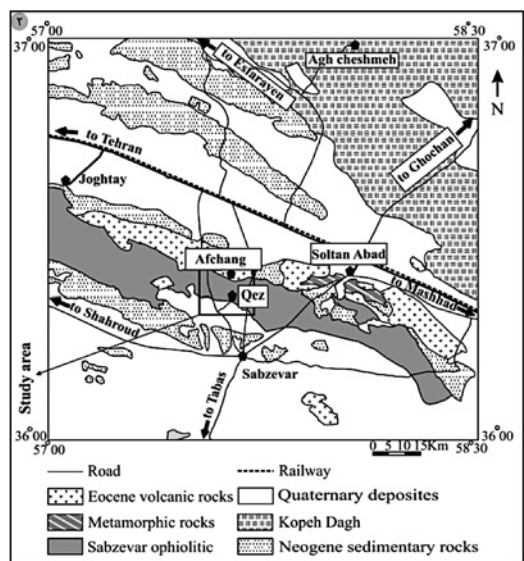 ٢
57°00 58°30
37°00 37°00
to Esfarayen
Agh cheshmeh
N
to Ghochan
to Tehran
Joghtay
Afchang
Soltan Abad
Qez
to Mashhad
to Shahroud
Study area
Sabzevar
to Tabas
36°00 36°00
57°00 58°30
0 5 10 15Km
Road
Railway
Eocene volcanic rocks
Quaternary deposites
Metamorphic rocks
Kopeh Dagh
Sabzevar ophiolitic
Neogene sedimentary rocks